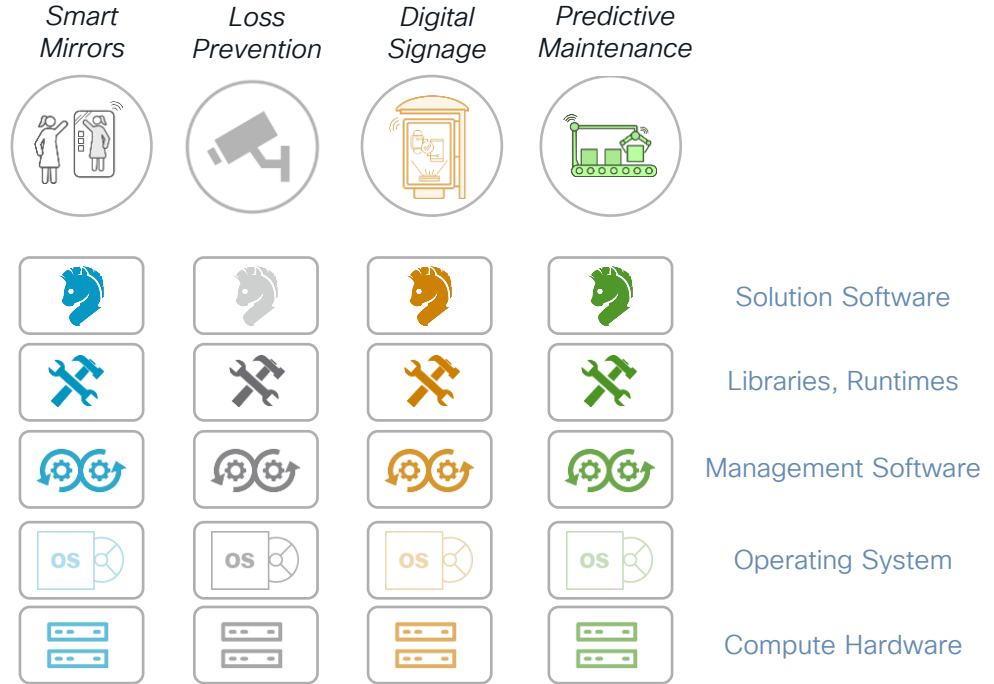 Smart
Mirrors
Loss
Prevention
Digital
Signage
Predictive
Maintenance
Solution Software
Libraries, Runtimes
Management Software
OS OS OS OS Operating System
Compute Hardware